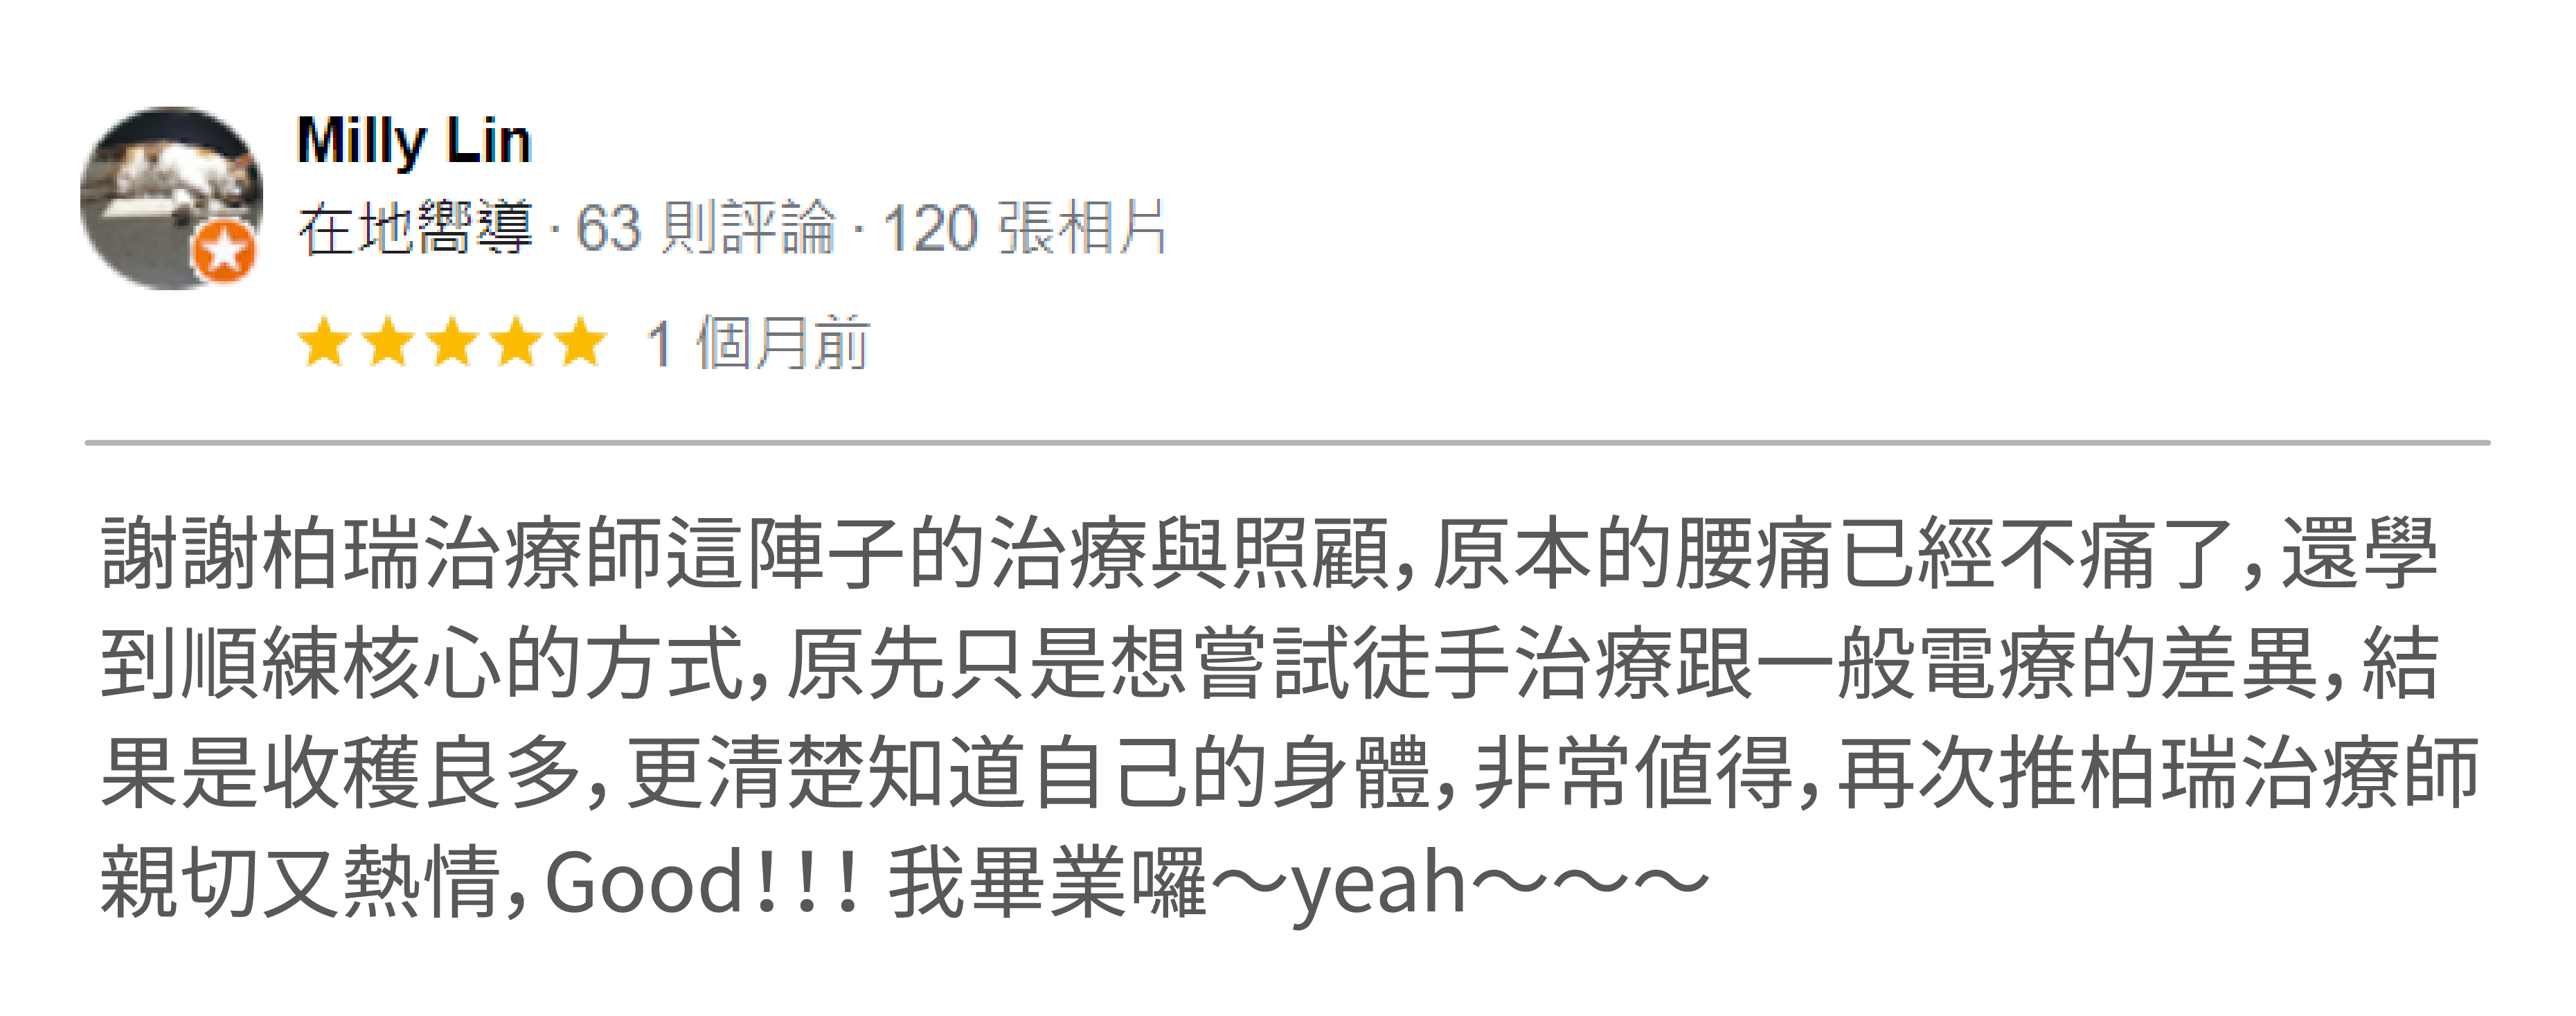 Milly Lin
在地嚮導 · 63 則評論 · 120 張相片
1 個月前
謝謝柏瑞治療師這陣子的治療與照顧，原本的腰痛已經不痛了，還學
到順練核心的方式，原先只是想嘗試徒手治療跟一般電療的差異，結
果是收穫良多，更清楚知道自己的身體，非常值得，再次推柏瑞治療師
親切又熱情，Good！！！ 我畢業囉～yeah～～～